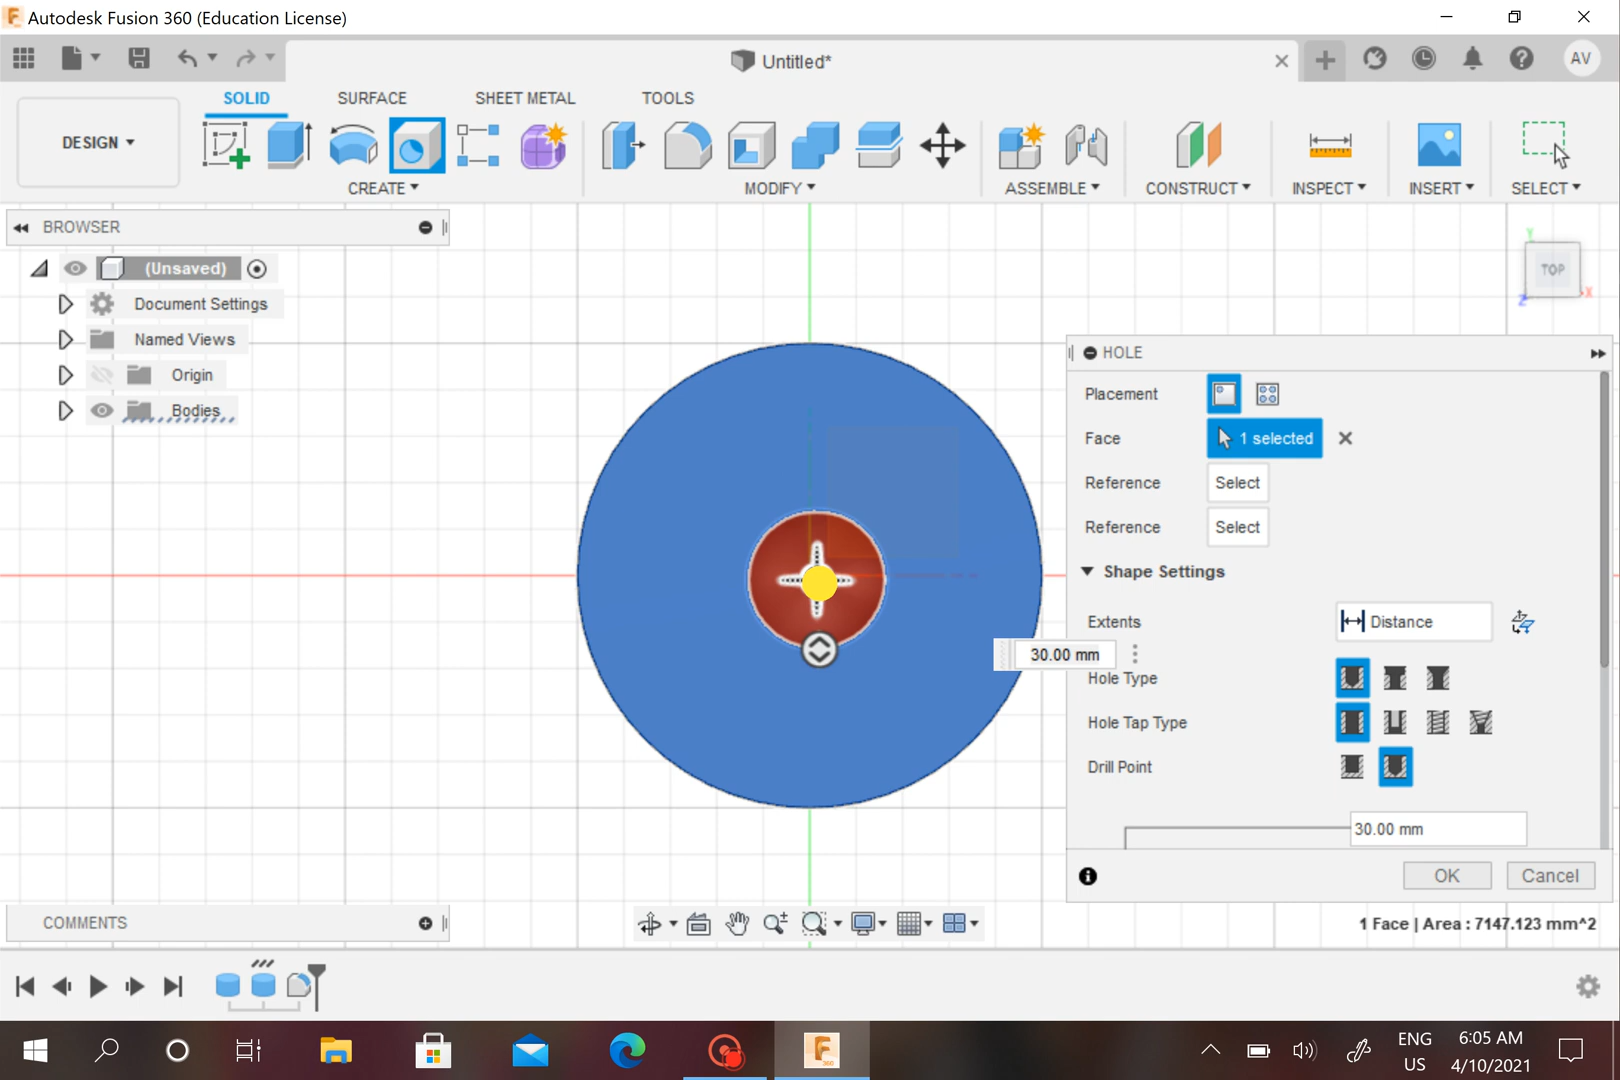 Autodesk Fusion 360 (Education License)
Untitled*
AV
DESIGN
SOLID
SURFACE
SHEET METAL
TOOLS
CREATE
MODIFY
ASSEMBLE
CONSTRUCT
INSPECT
INSERT
SELECT
BROWSER
(Unsaved)
Document Settings
Named Views
Origin
Bodies
Y
TOP
X
Z
HOLE
Placement
Face
1 selected
Reference
Select
Reference
Select
Shape Settings
Extents
Distance
30.00 mm
Hole Type
Hole Tap Type
Drill Point
30.00 mm
OK
Cancel
COMMENTS
1 Face | Area : 7147.123 mm^2
F
360
ENG
US
6:05 AM
4/10/2021